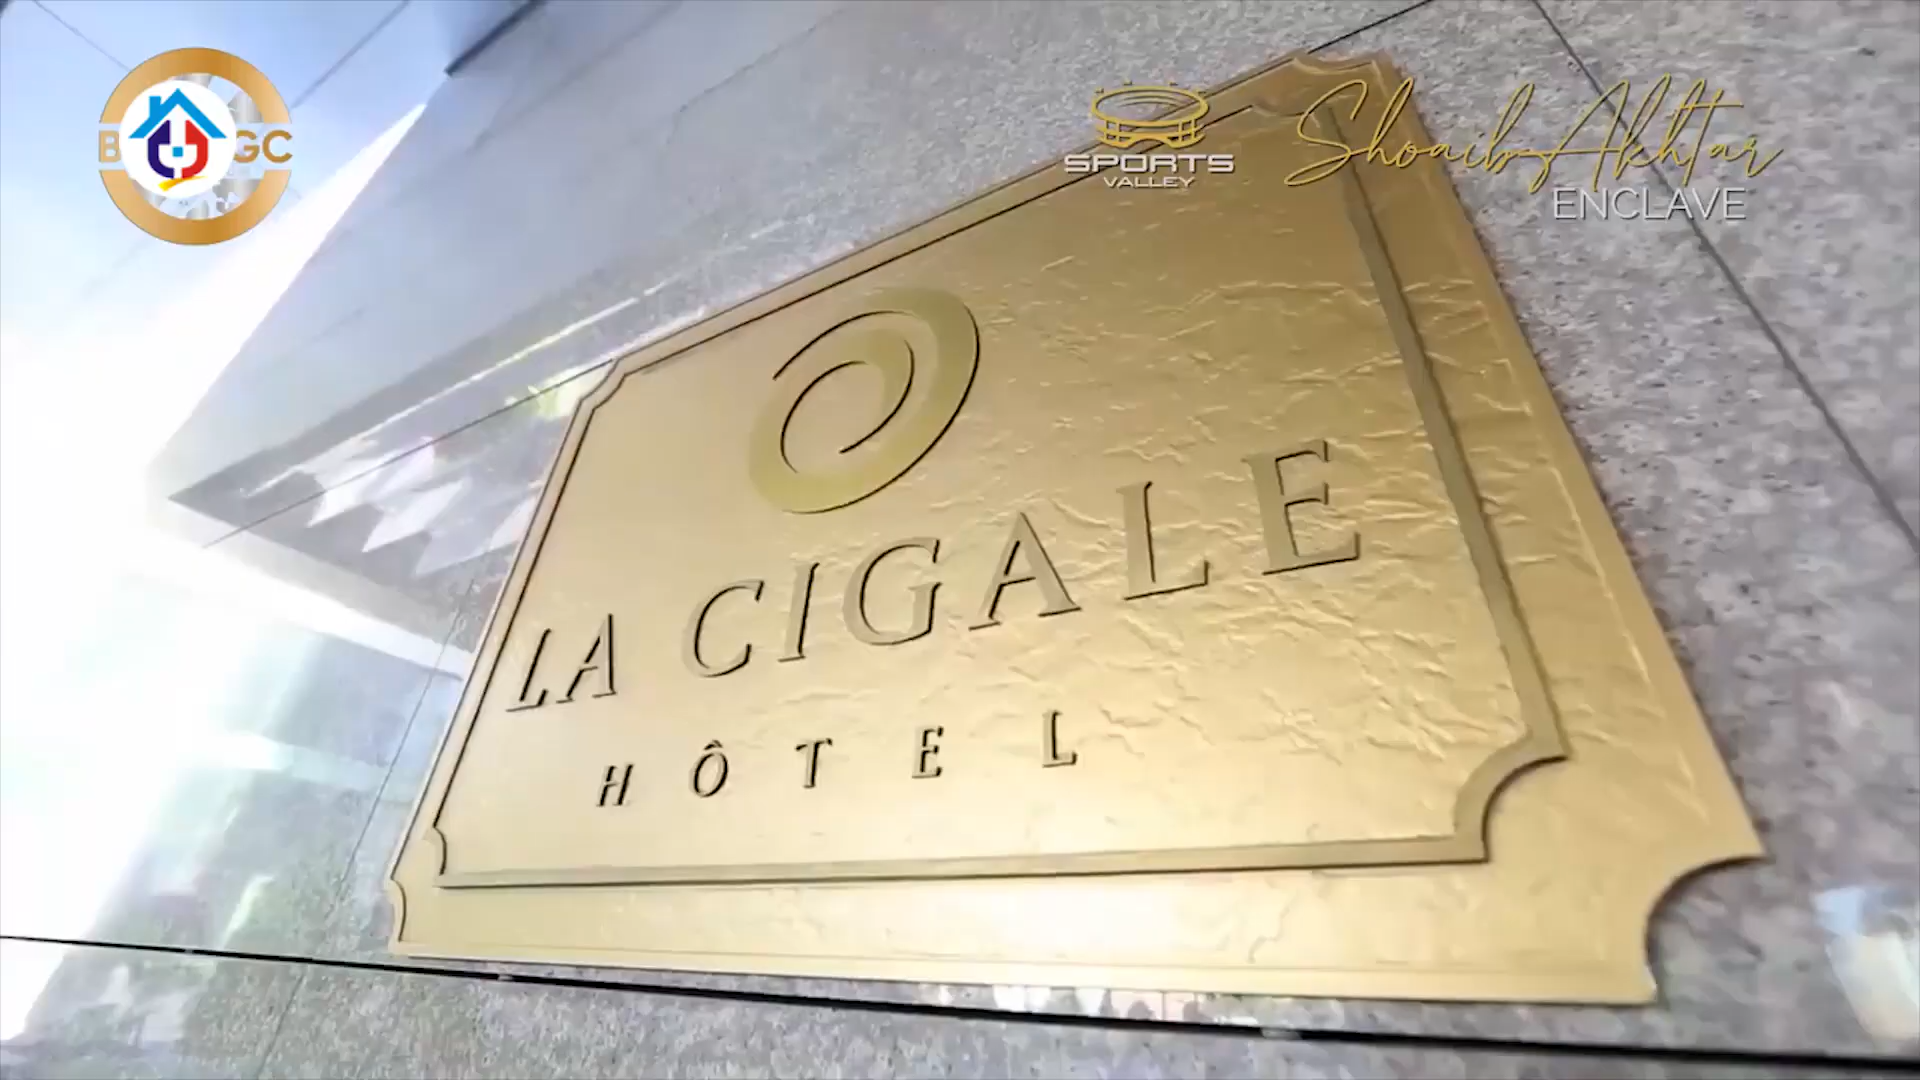 SPORTS
VALLEY
Shoaib Akhtar
ENCLAVE
LA CIGALE
HÔTEL